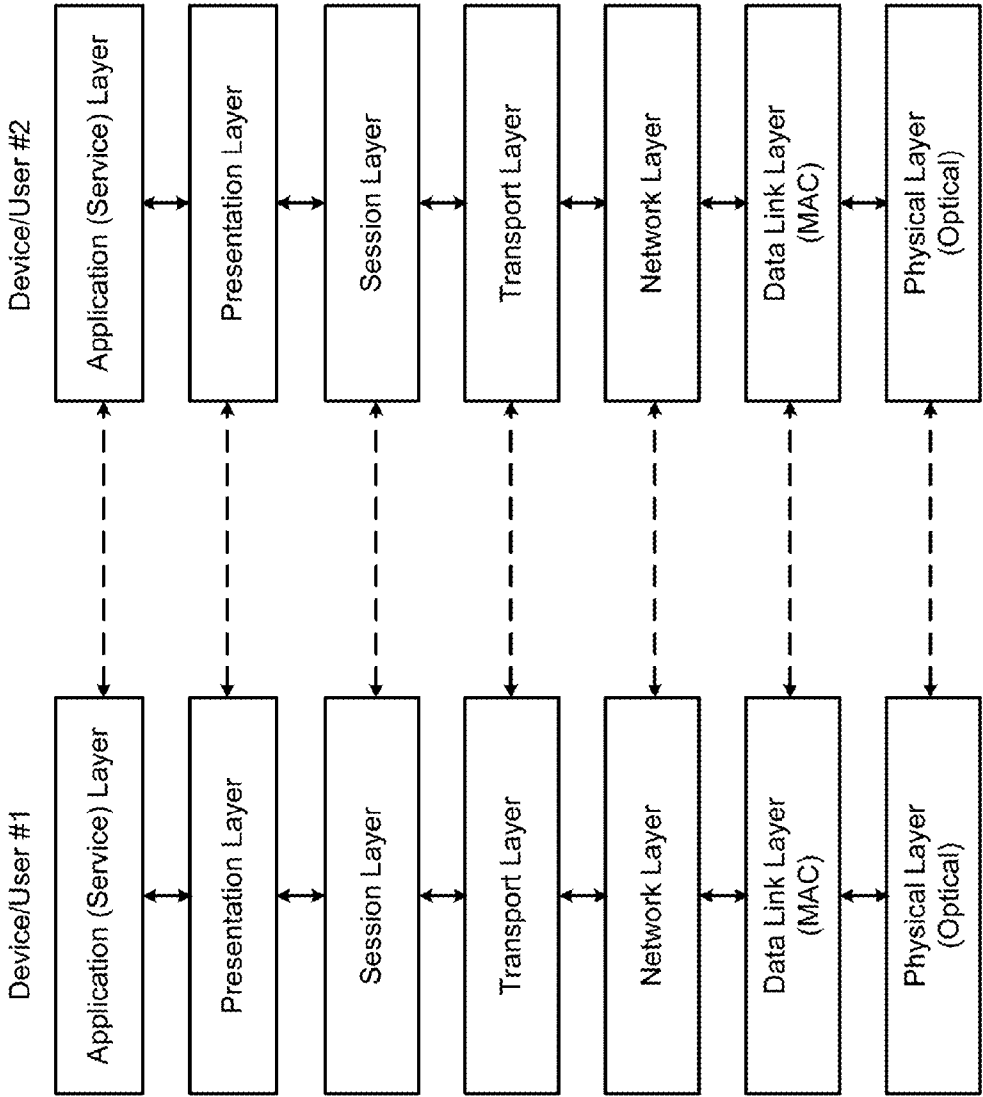 Device/User #1
Application (Service) Layer
Presentation Layer
Session Layer
Transport Layer
Network Layer
Data Link Layer
(MAC)
Physical Layer
(Optical)
Device/User #2
Application (Service) Layer
Presentation Layer
Session Layer
Transport Layer
Network Layer
Data Link Layer
(MAC)
Physical Layer
(Optical)